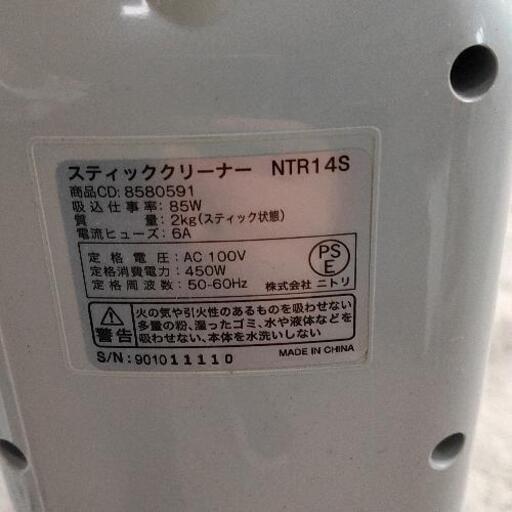 スティッククリーナー NTR14S
商品CD: 8580591
吸込仕事率: 85W
質量: 2kg(スティック状態)
電流ヒューズ: 6A
定格電圧: AC 100V
定格消費電力: 450W
定格周波数: 50-60Hz
PS
E
株式会社 ニトリ
警告
火の気や引火性のあるものを吸わせない
多量の粉、湿ったゴミ、水や液体などを
吸わせない、本体を水洗いしない
S/N: 901011110
MADE IN CHINA